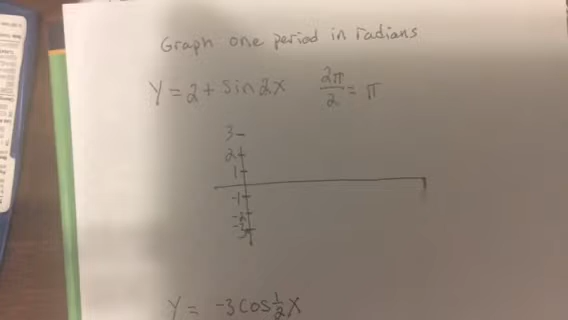 Graph one period in radians
Y = 2 + Sin 2X 2π/2 = π
3
2
1
-1
-2
-3
Y = -3 Cos 1/2 X